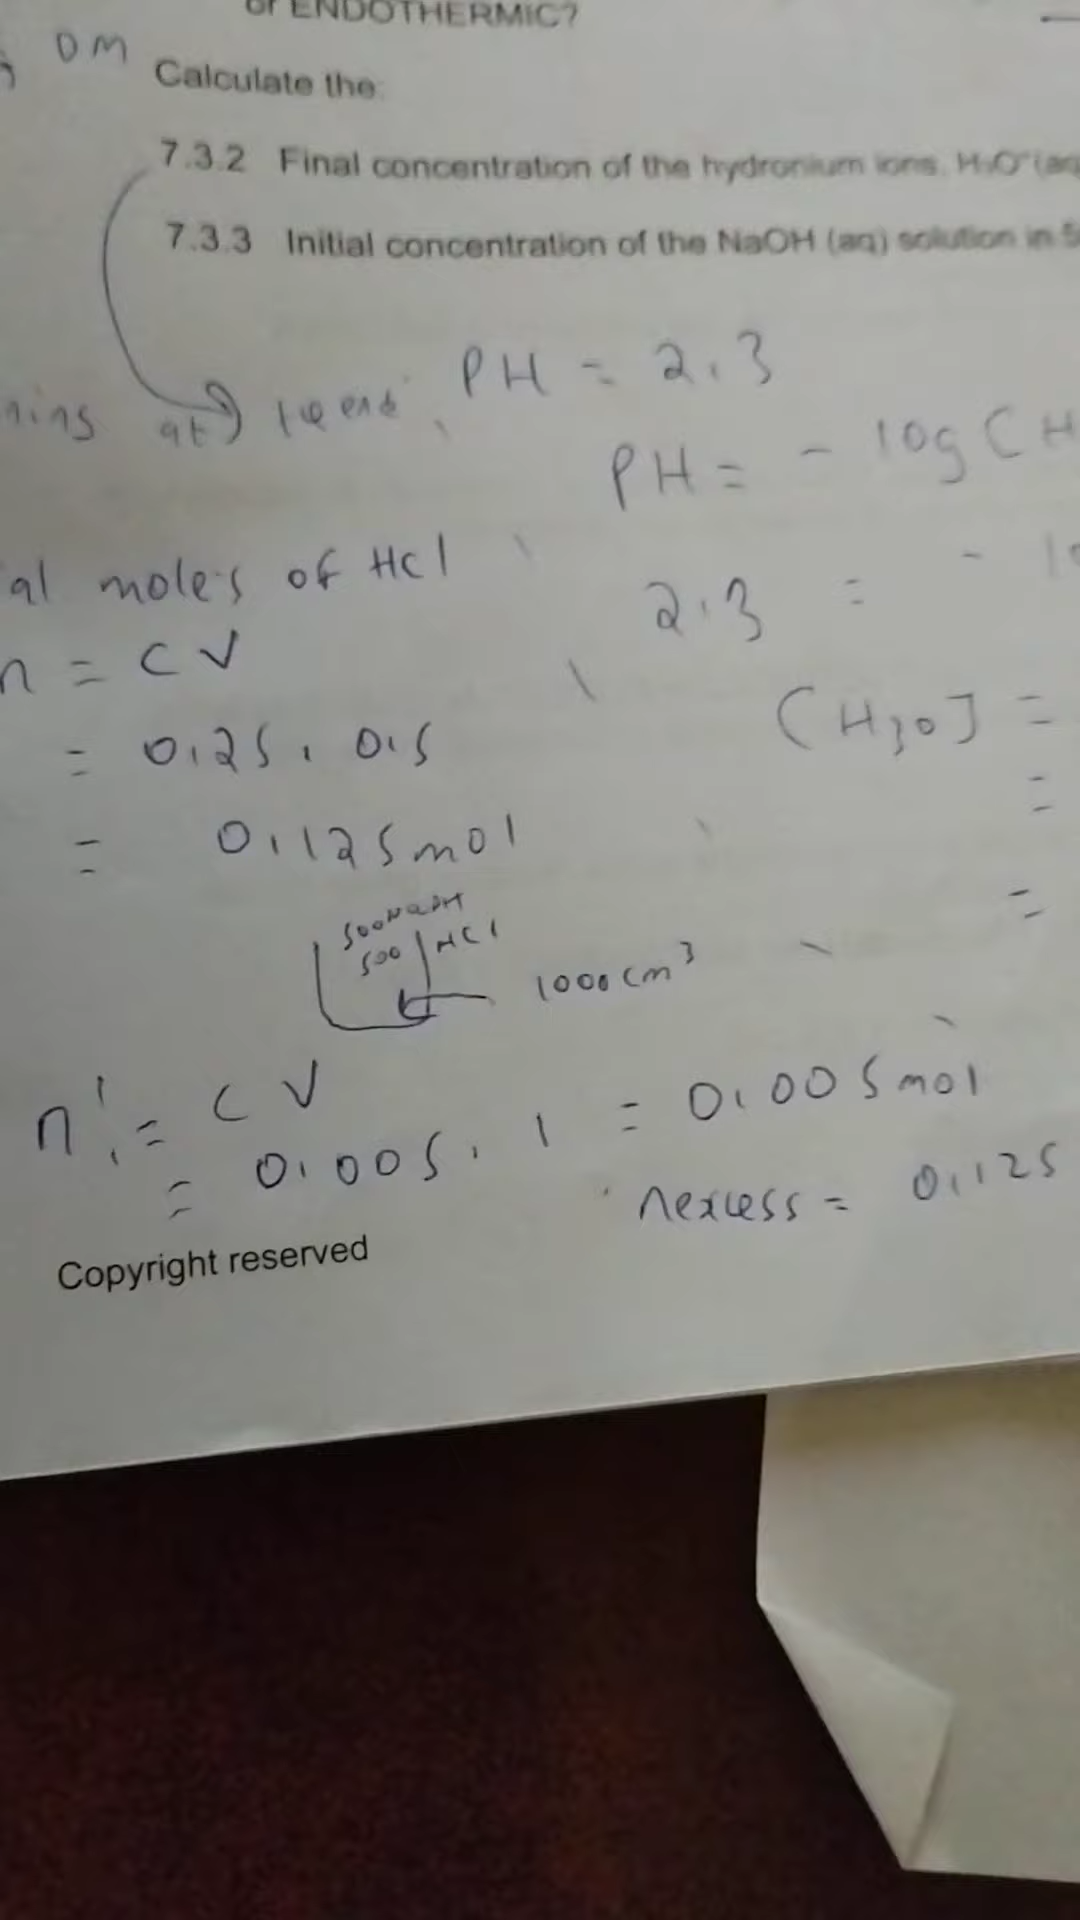 or ENDOTHERMIC?
DM
Calculate the:
7.3.2 Final concentration of the hydronium ions, H₃O⁺(aq
7.3.3 Initial concentration of the NaOH (aq) solution in 5
PH = 2,3
at
PH = - log [H
al moles of HCl
2,3 = - lo
n = CV
= 0,25 . 0,5
[H₃O] =
=
= 0,125 mol
=
500 NaOH
500 HCl
1000 cm³
n = CV
= 0,005 . 1 = 0,005 mol
nexcess = 0,125
Copyright reserved